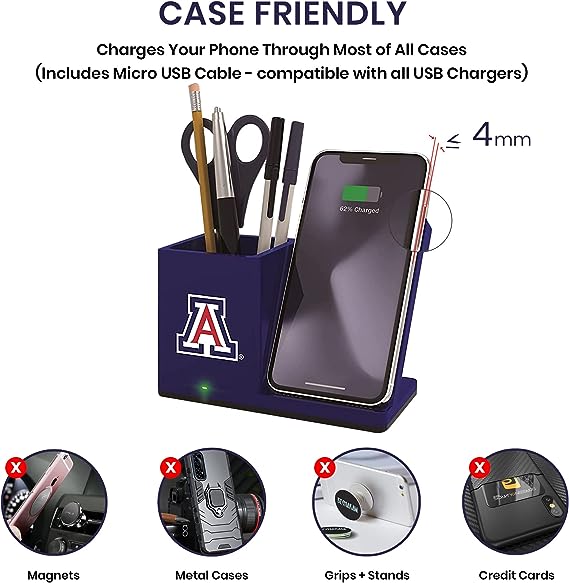 CASE FRIENDLY
Charges Your Phone Through Most of All Cases
(Includes Micro USB Cable - compatible with all USB Chargers)
≤ 4mm
62% Charged
A
®
X
X
X
X
Magnets
Metal Cases
Grips + Stands
Credit Cards